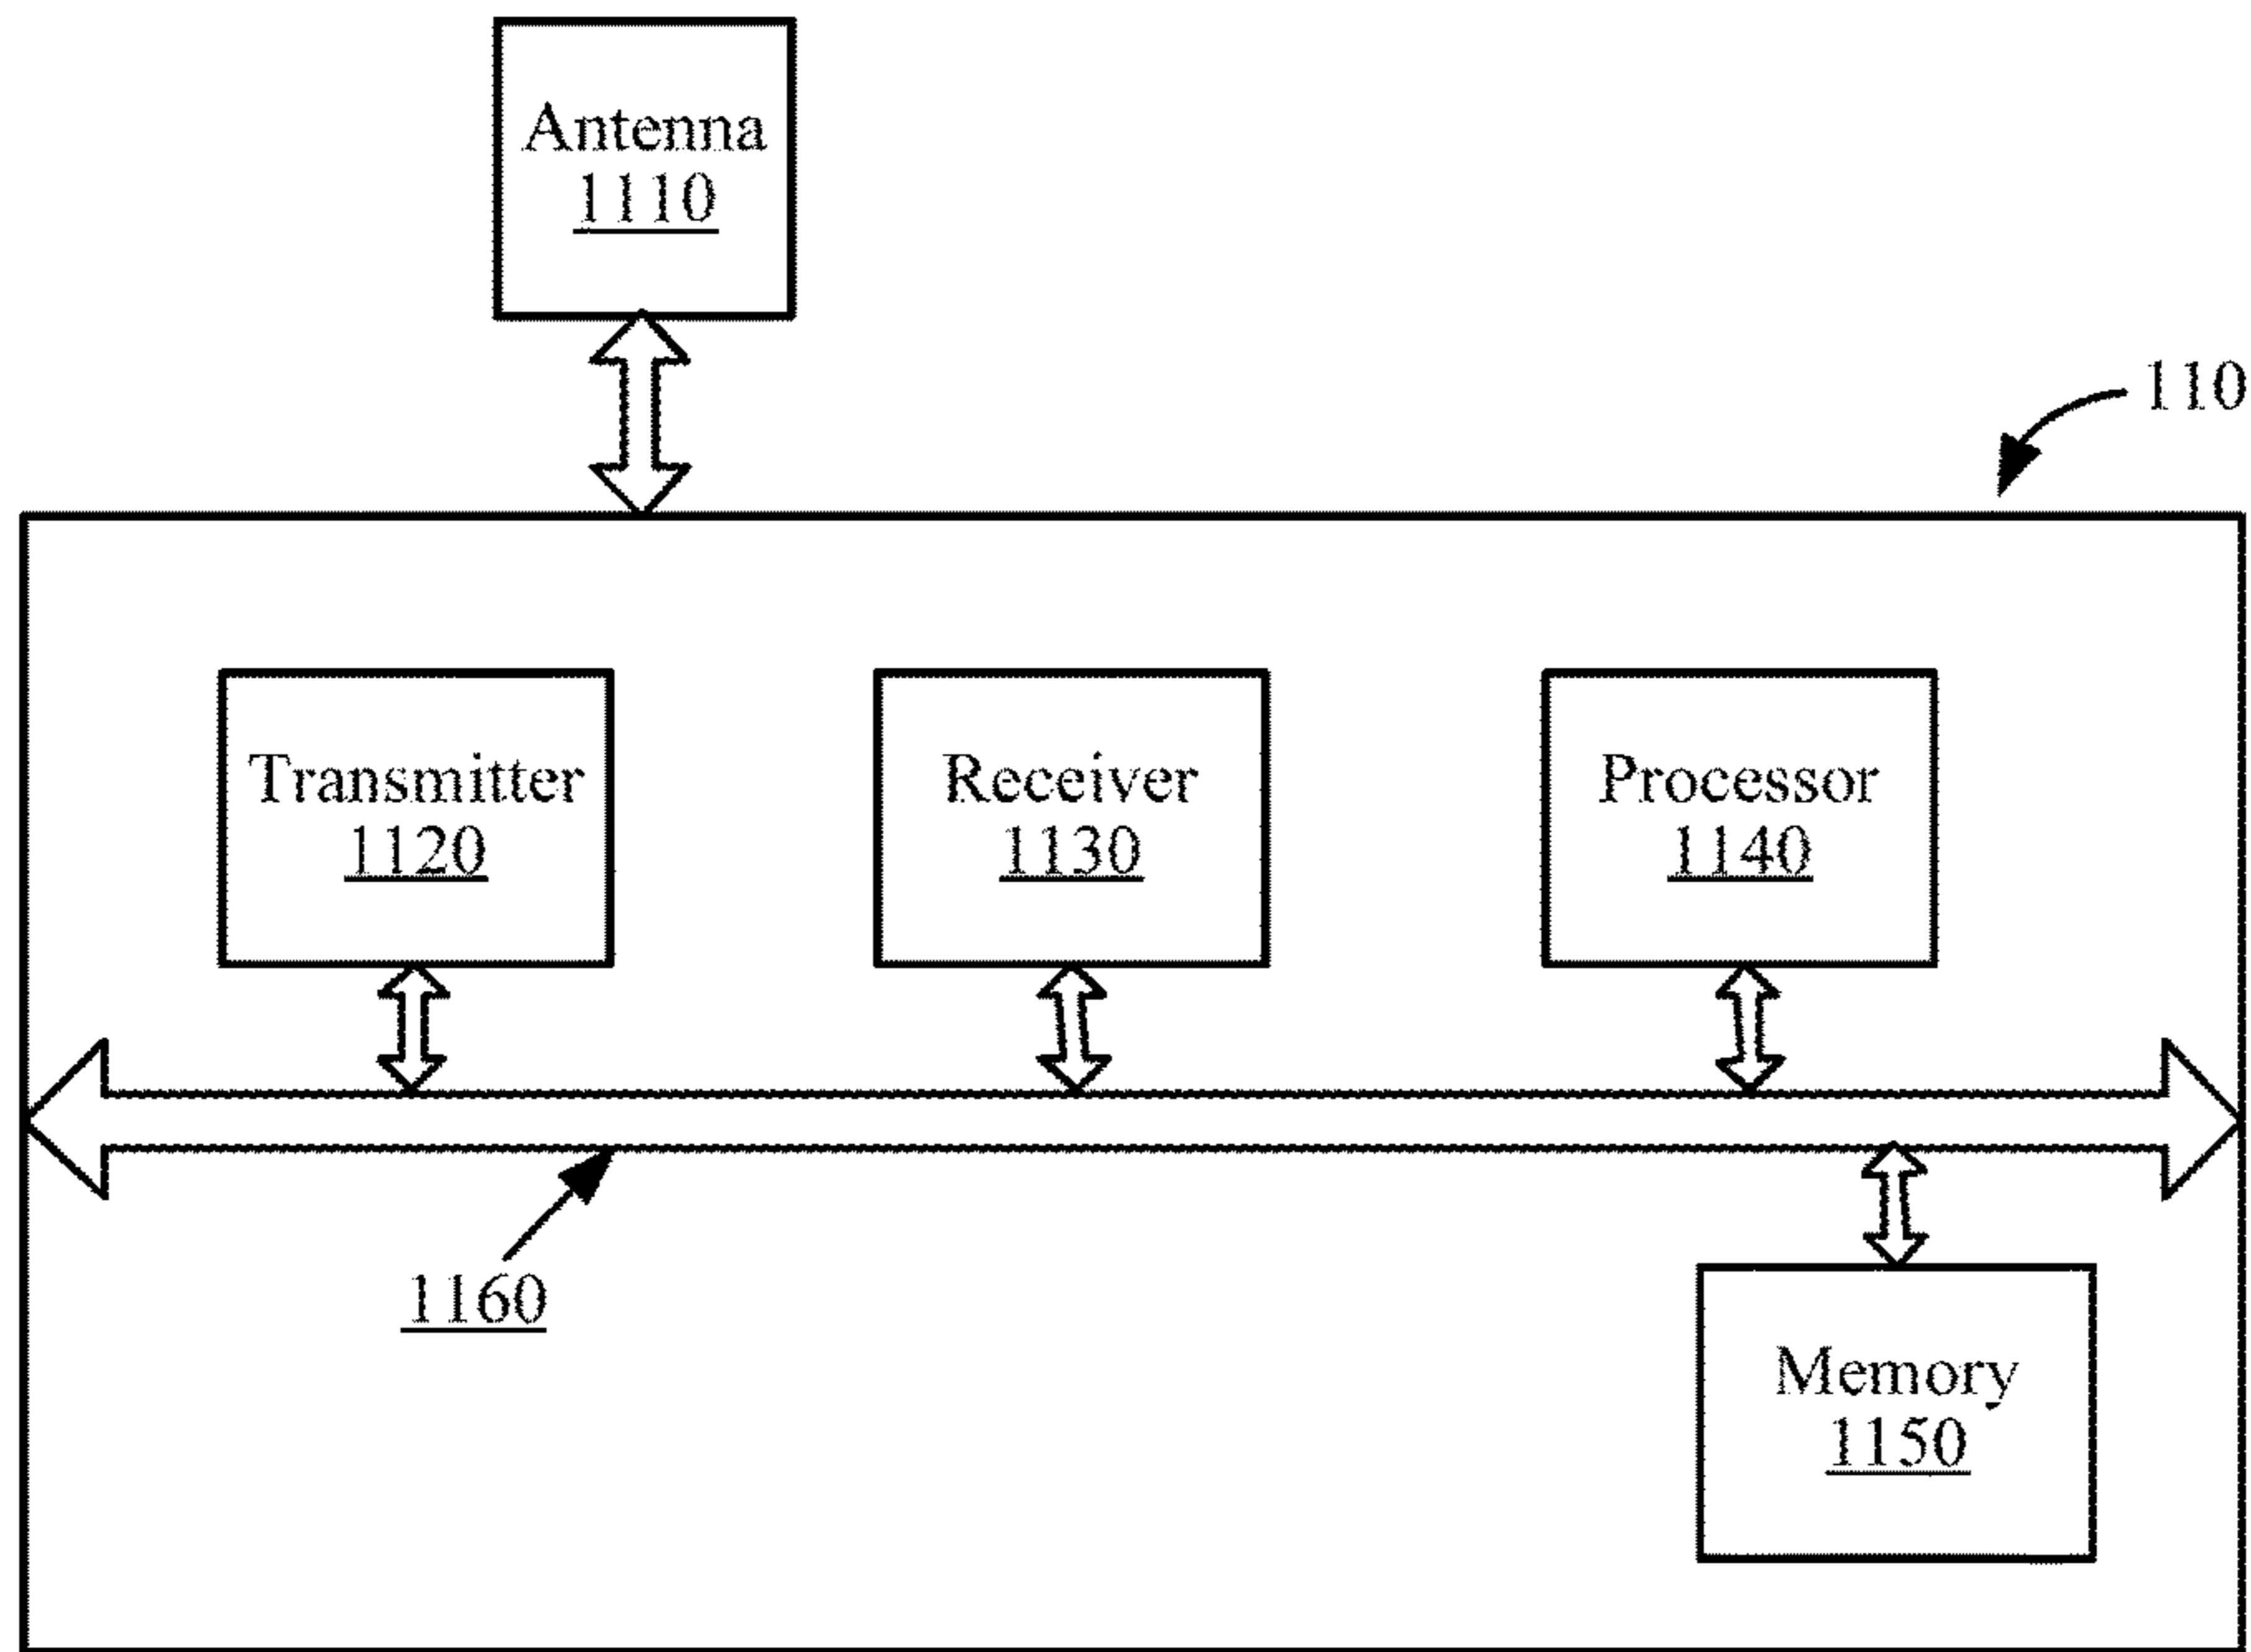 Antenna
1110
110
Transmitter
1120
Receiver
1130
Processor
1140
1160
Memory
1150